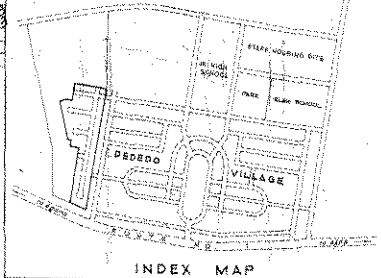 STAFF HOUSING SITE
JR. HIGH
SCHOOL
PARK
ELEM. SCHOOL
DEDEDO
VILLAGE
INDEX MAP